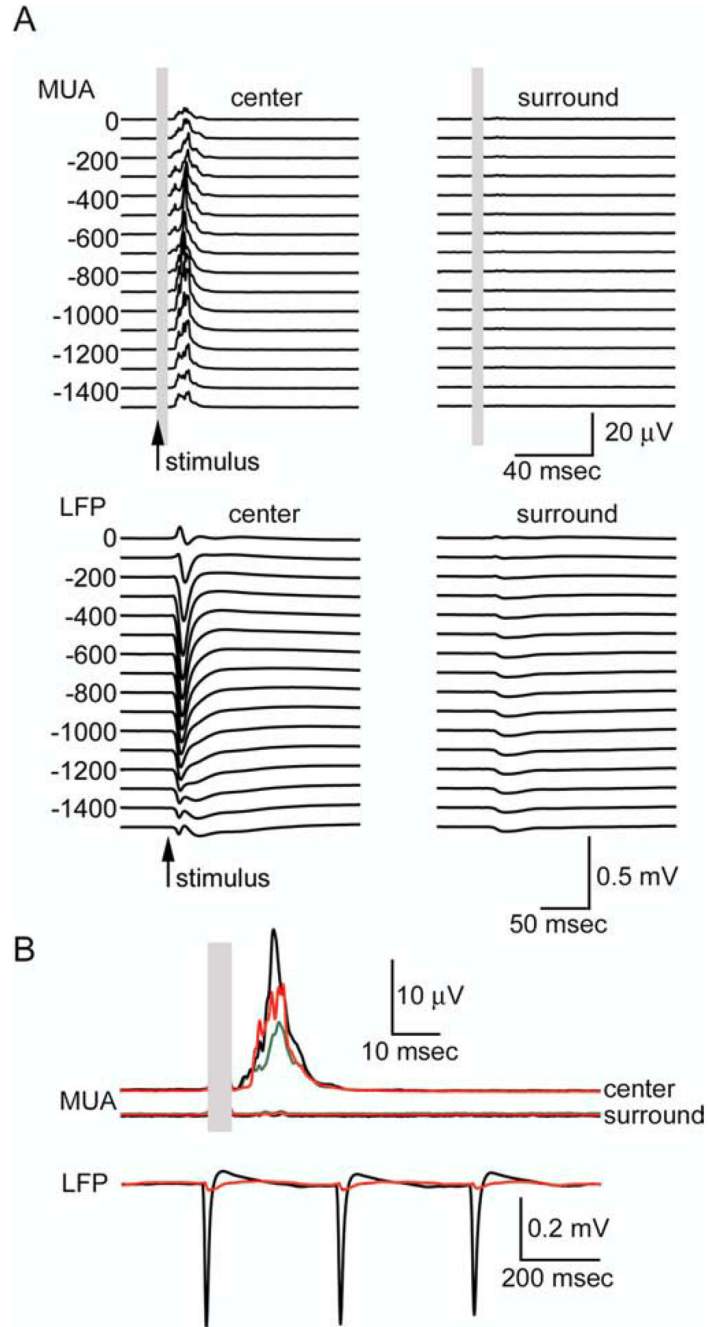 A
MUA
center
surround
0
-200
-400
-600
-800
-1000
-1200
-1400
stimulus
20 μV
40 msec
LFP
center
surround
0
-200
-400
-600
-800
-1000
-1200
-1400
stimulus
0.5 mV
50 msec
B
10 μV
10 msec
MUA
center
surround
LFP
0.2 mV
200 msec